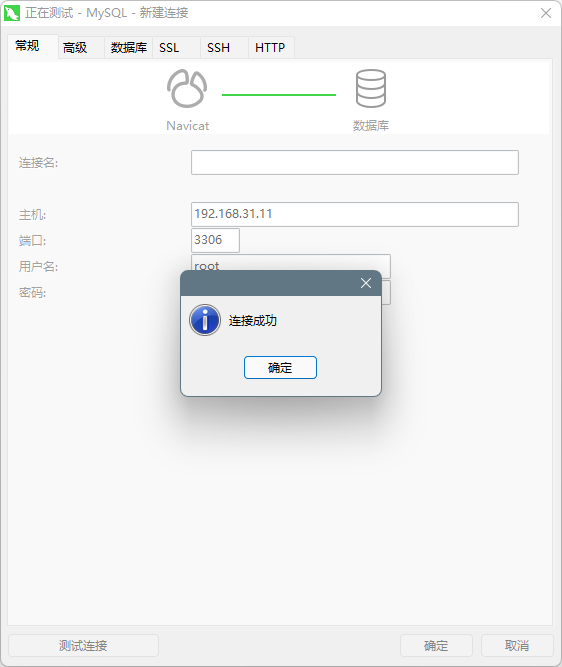 正在测试 - MySQL - 新建连接
常规 高级 数据库 SSL SSH HTTP
Navicat 数据库
连接名:
主机: 192.168.31.11
端口: 3306
用户名: root
密码:
连接成功
确定
测试连接 确定 取消